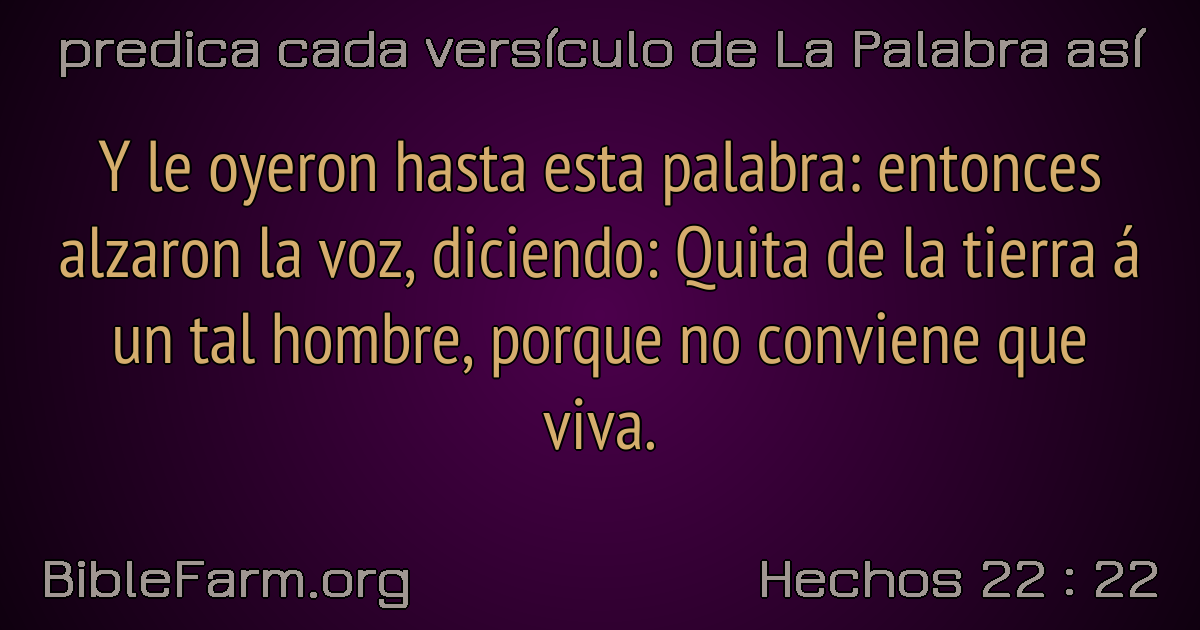 predica cada versículo de La Palabra así
Y le oyeron hasta esta palabra: entonces
alzaron la voz, diciendo: Quita de la tierra á
un tal hombre, porque no conviene que
viva.
BibleFarm.org
Hechos 22 : 22